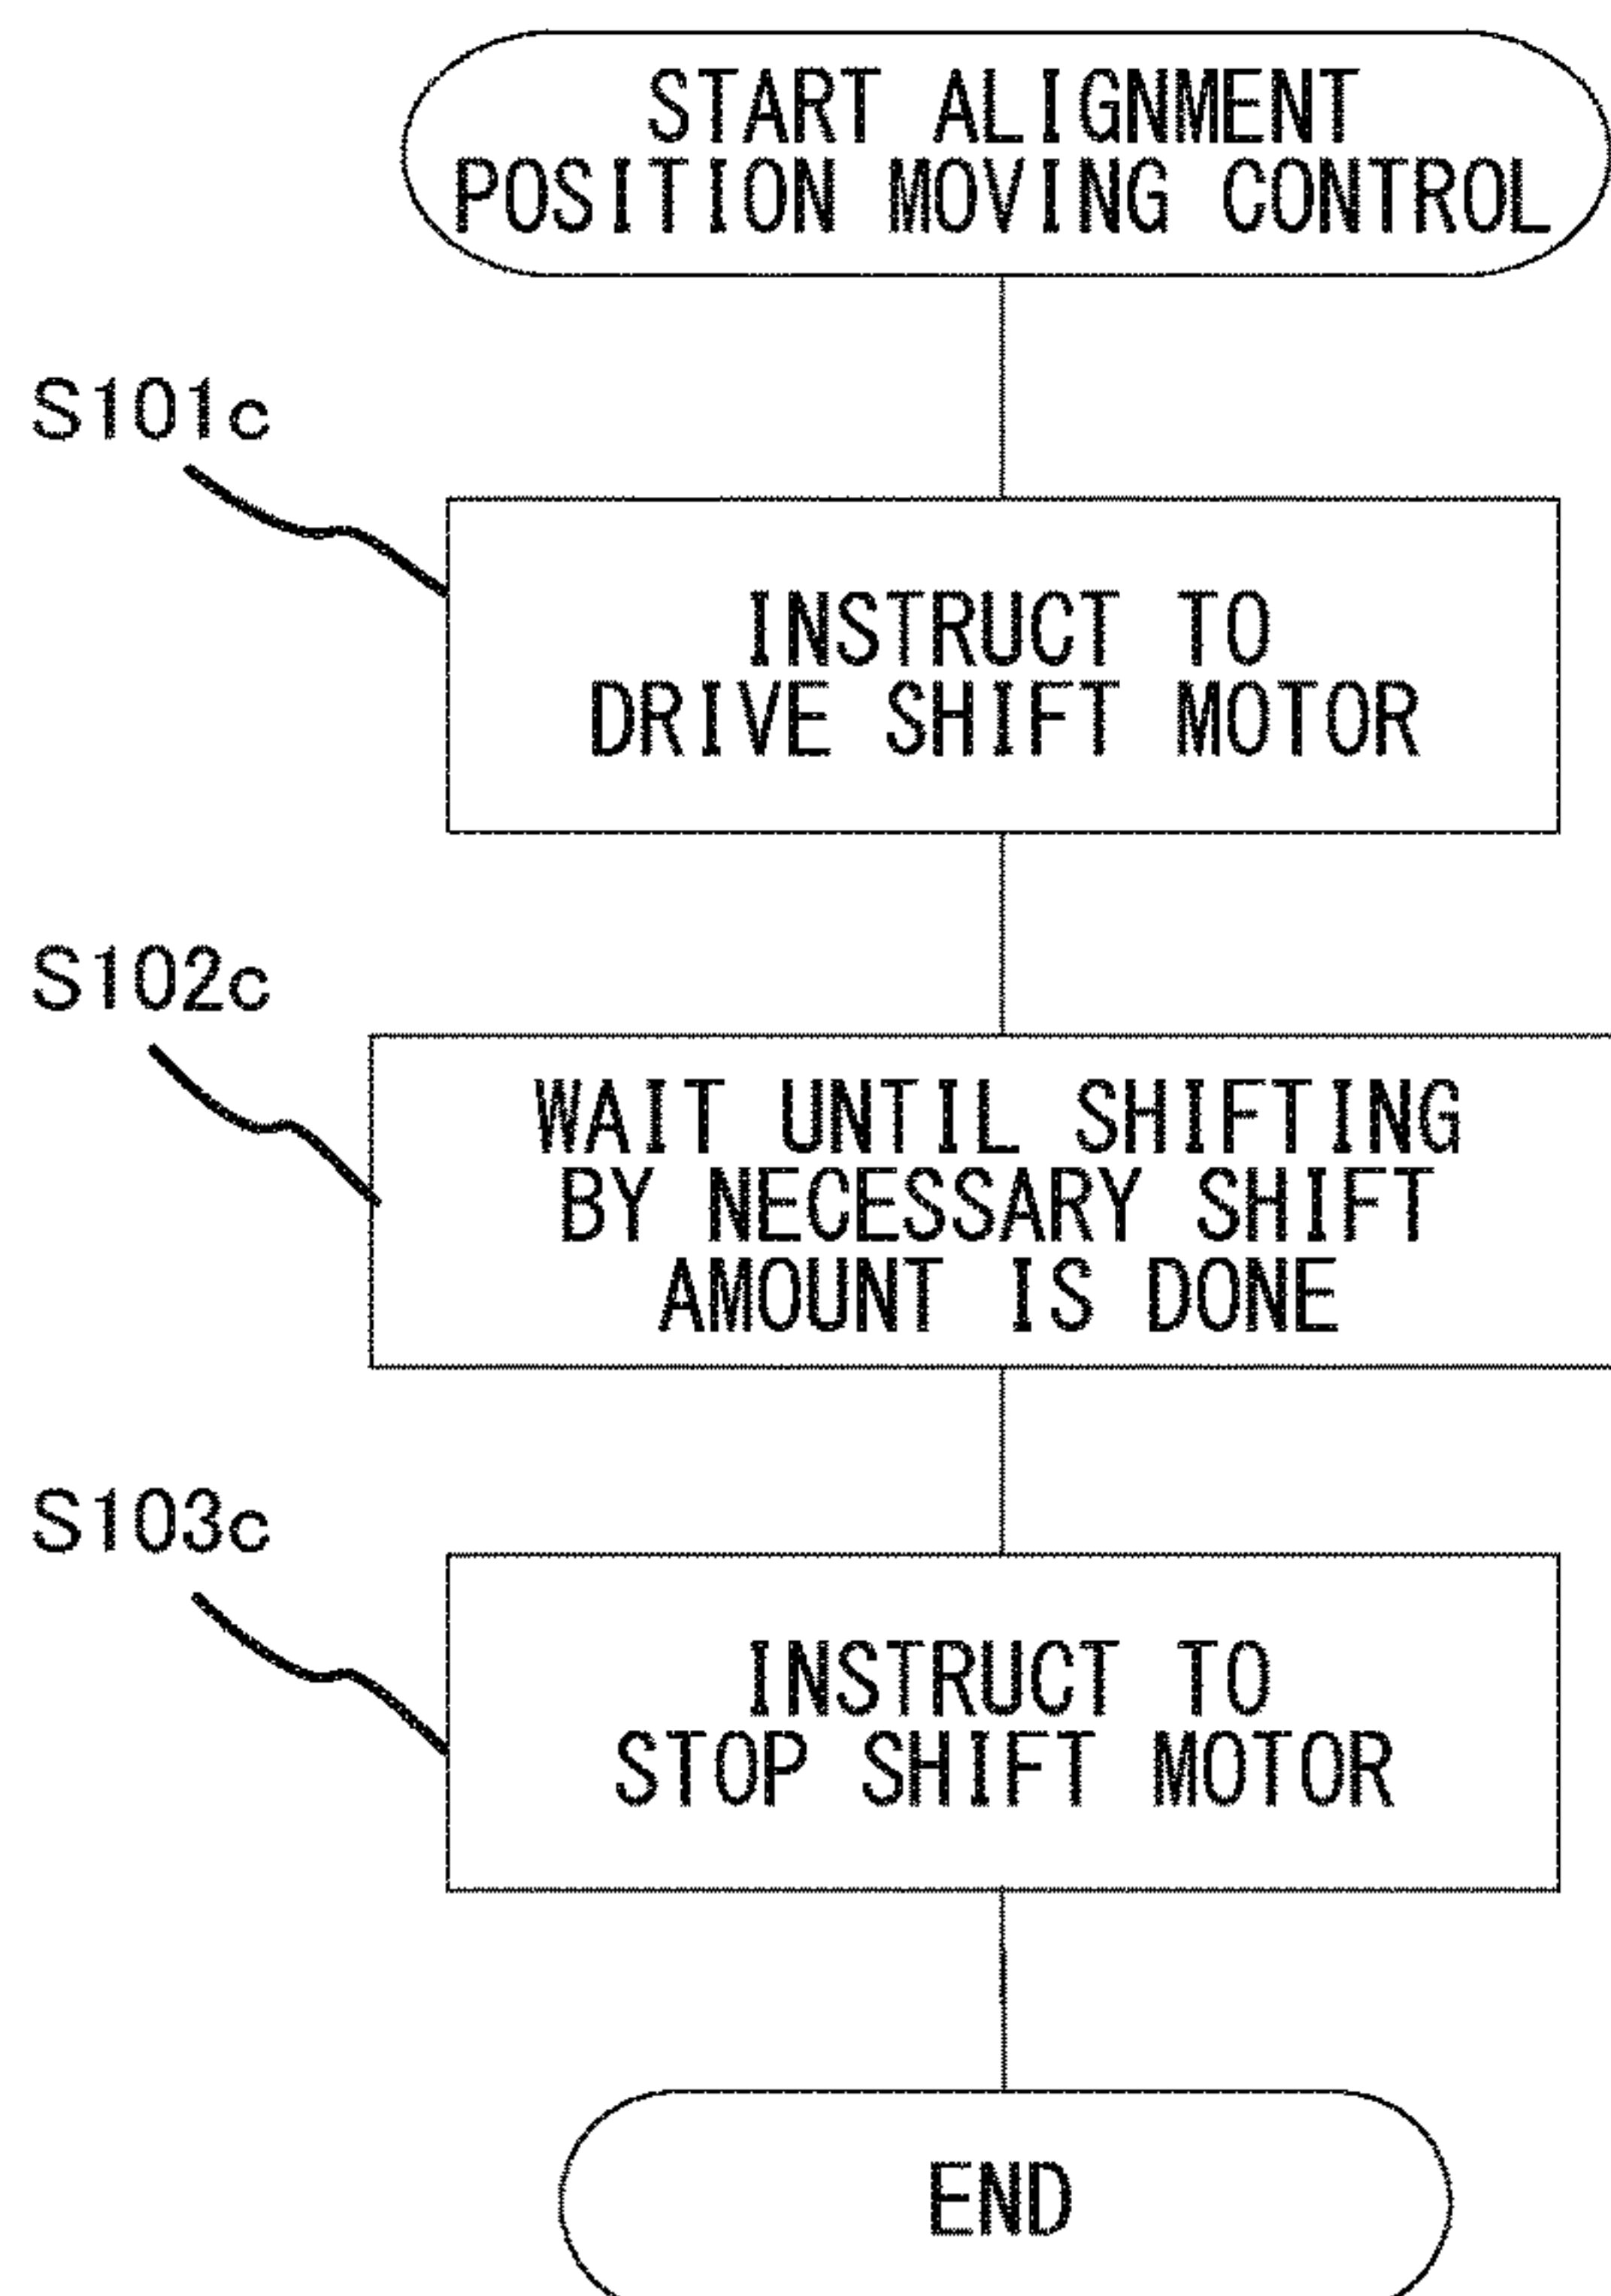 START ALIGNMENT
POSITION MOVING CONTROL
S101c
INSTRUCT TO
DRIVE SHIFT MOTOR
S102c
WAIT UNTIL SHIFTING
BY NECESSARY SHIFT
AMOUNT IS DONE
S103c
INSTRUCT TO
STOP SHIFT MOTOR
END